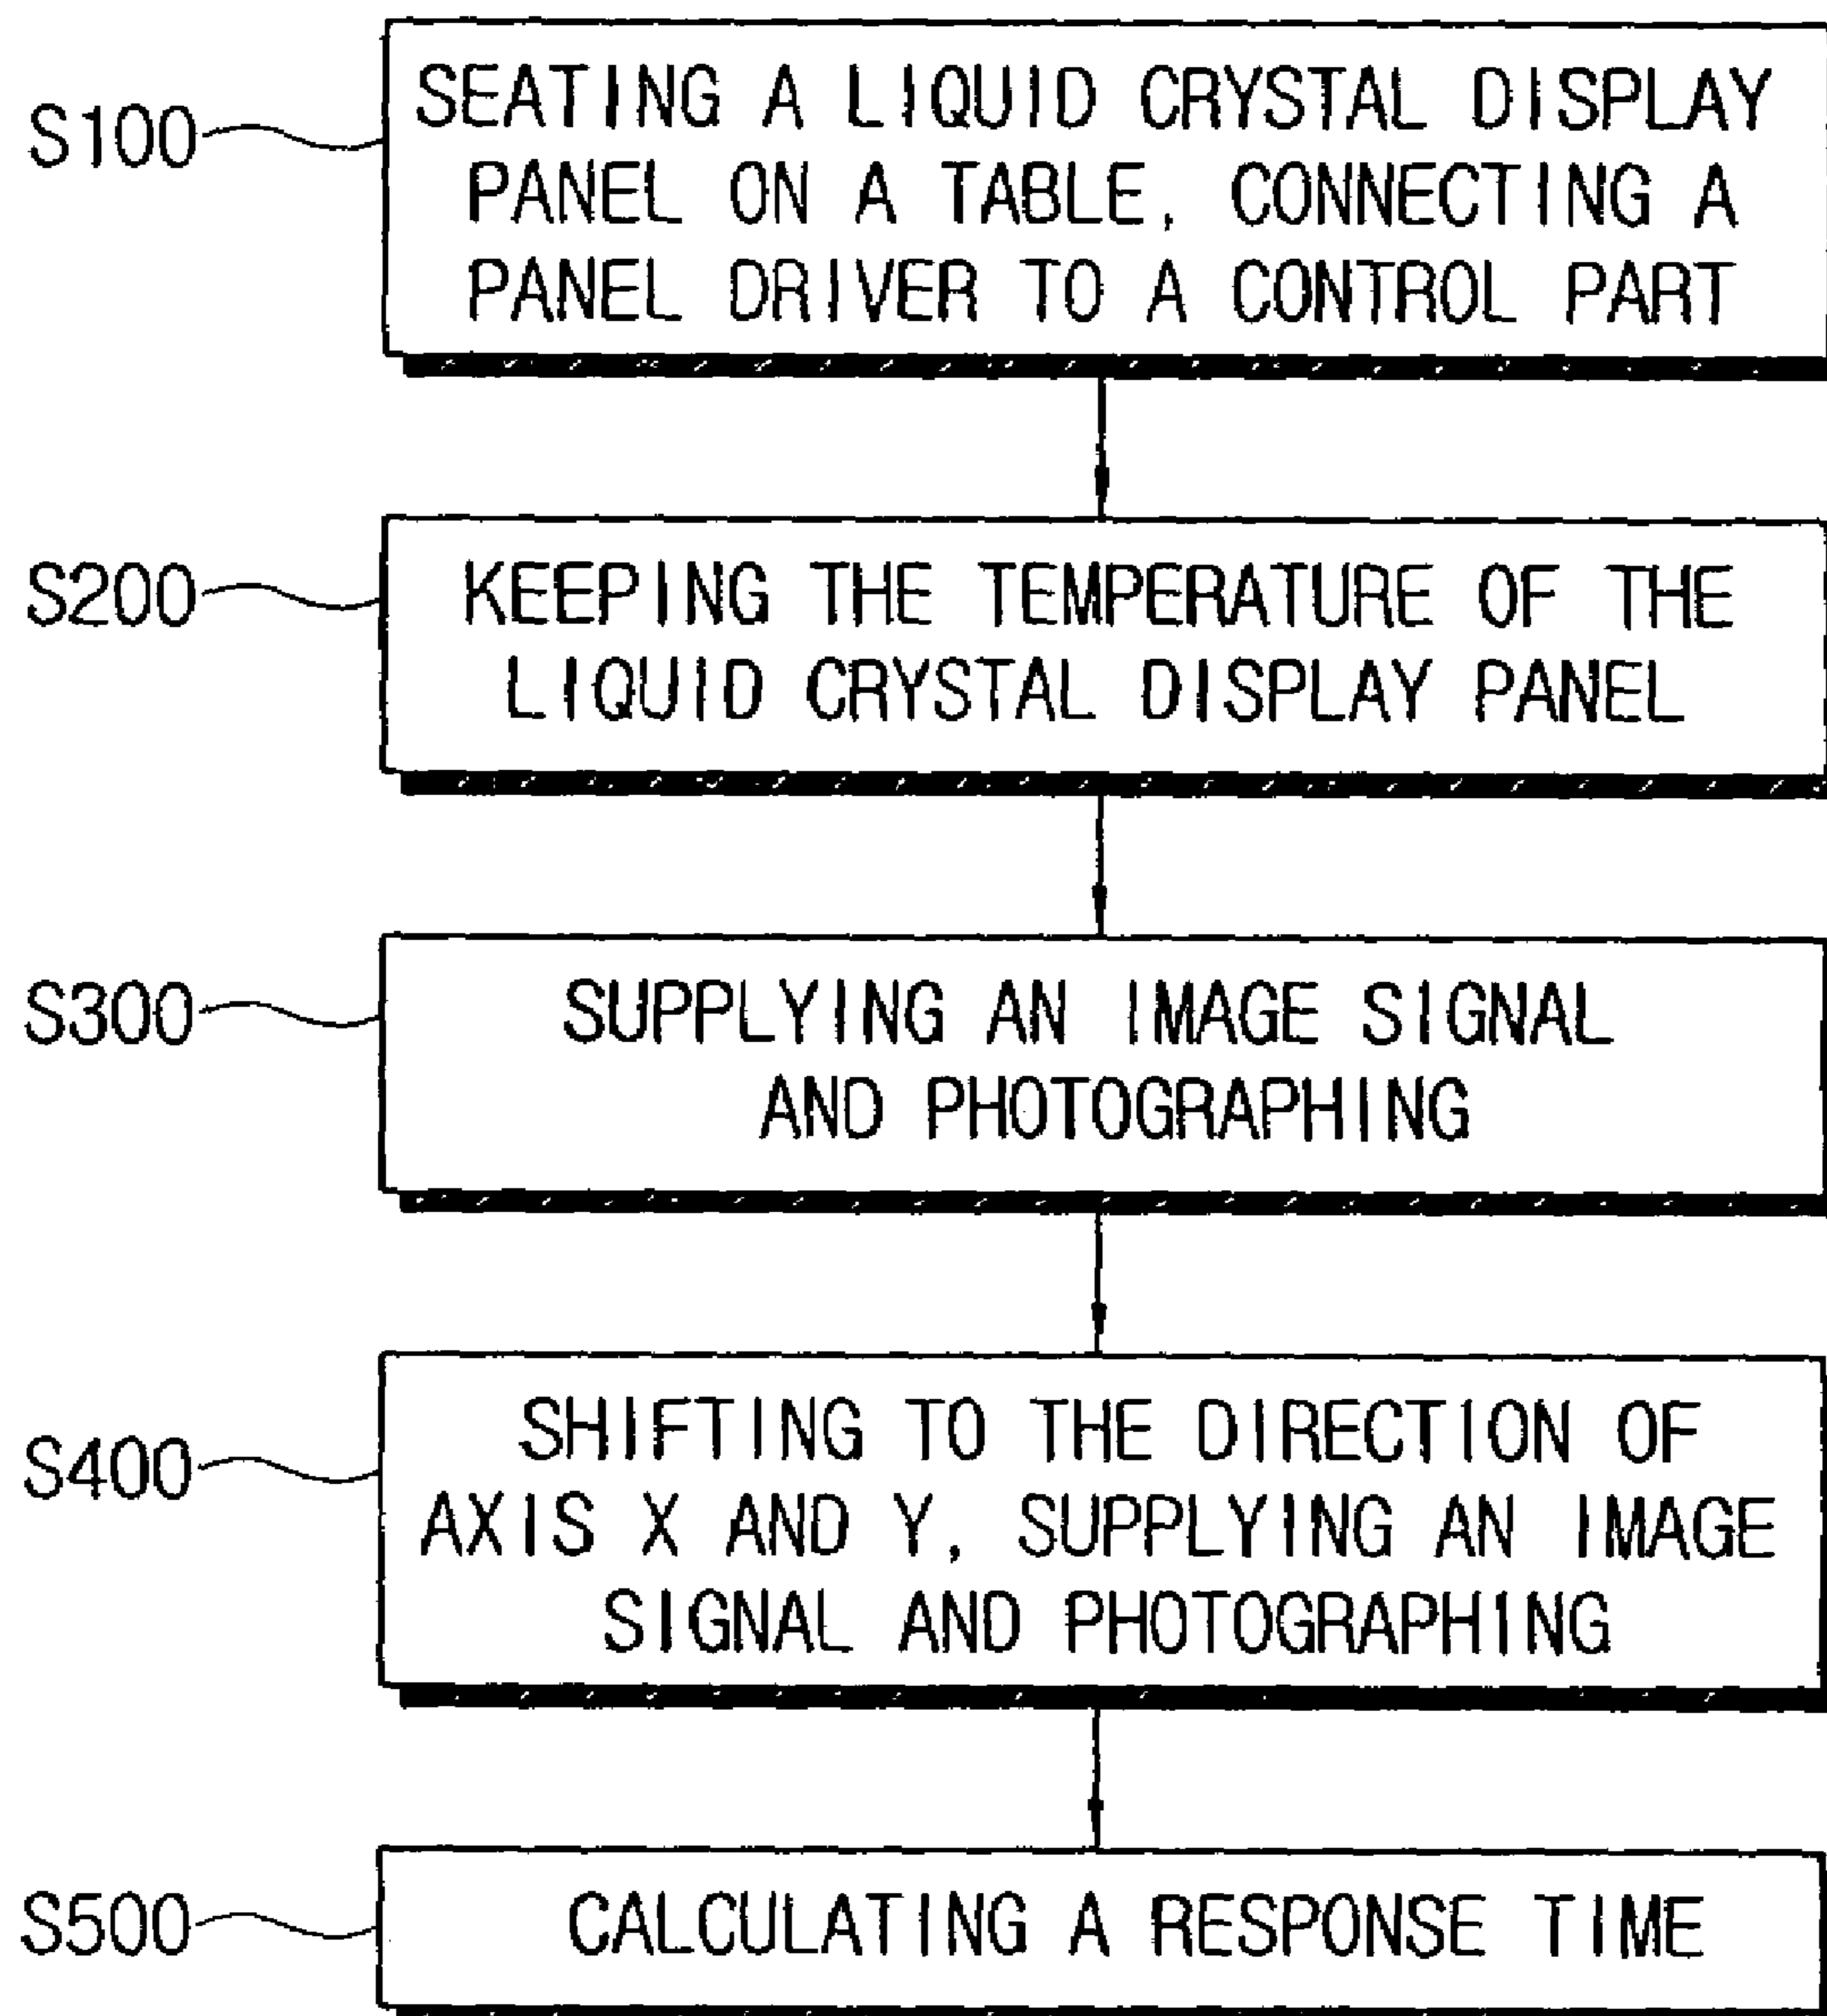 S100
SEATING A LIQUID CRYSTAL DISPLAY
PANEL ON A TABLE, CONNECTING A
PANEL DRIVER TO A CONTROL PART
S200
KEEPING THE TEMPERATURE OF THE
LIQUID CRYSTAL DISPLAY PANEL
S300
SUPPLYING AN IMAGE SIGNAL
AND PHOTOGRAPHING
S400
SHIFTING TO THE DIRECTION OF
AXIS X AND Y, SUPPLYING AN IMAGE
SIGNAL AND PHOTOGRAPHING
S500
CALCULATING A RESPONSE TIME